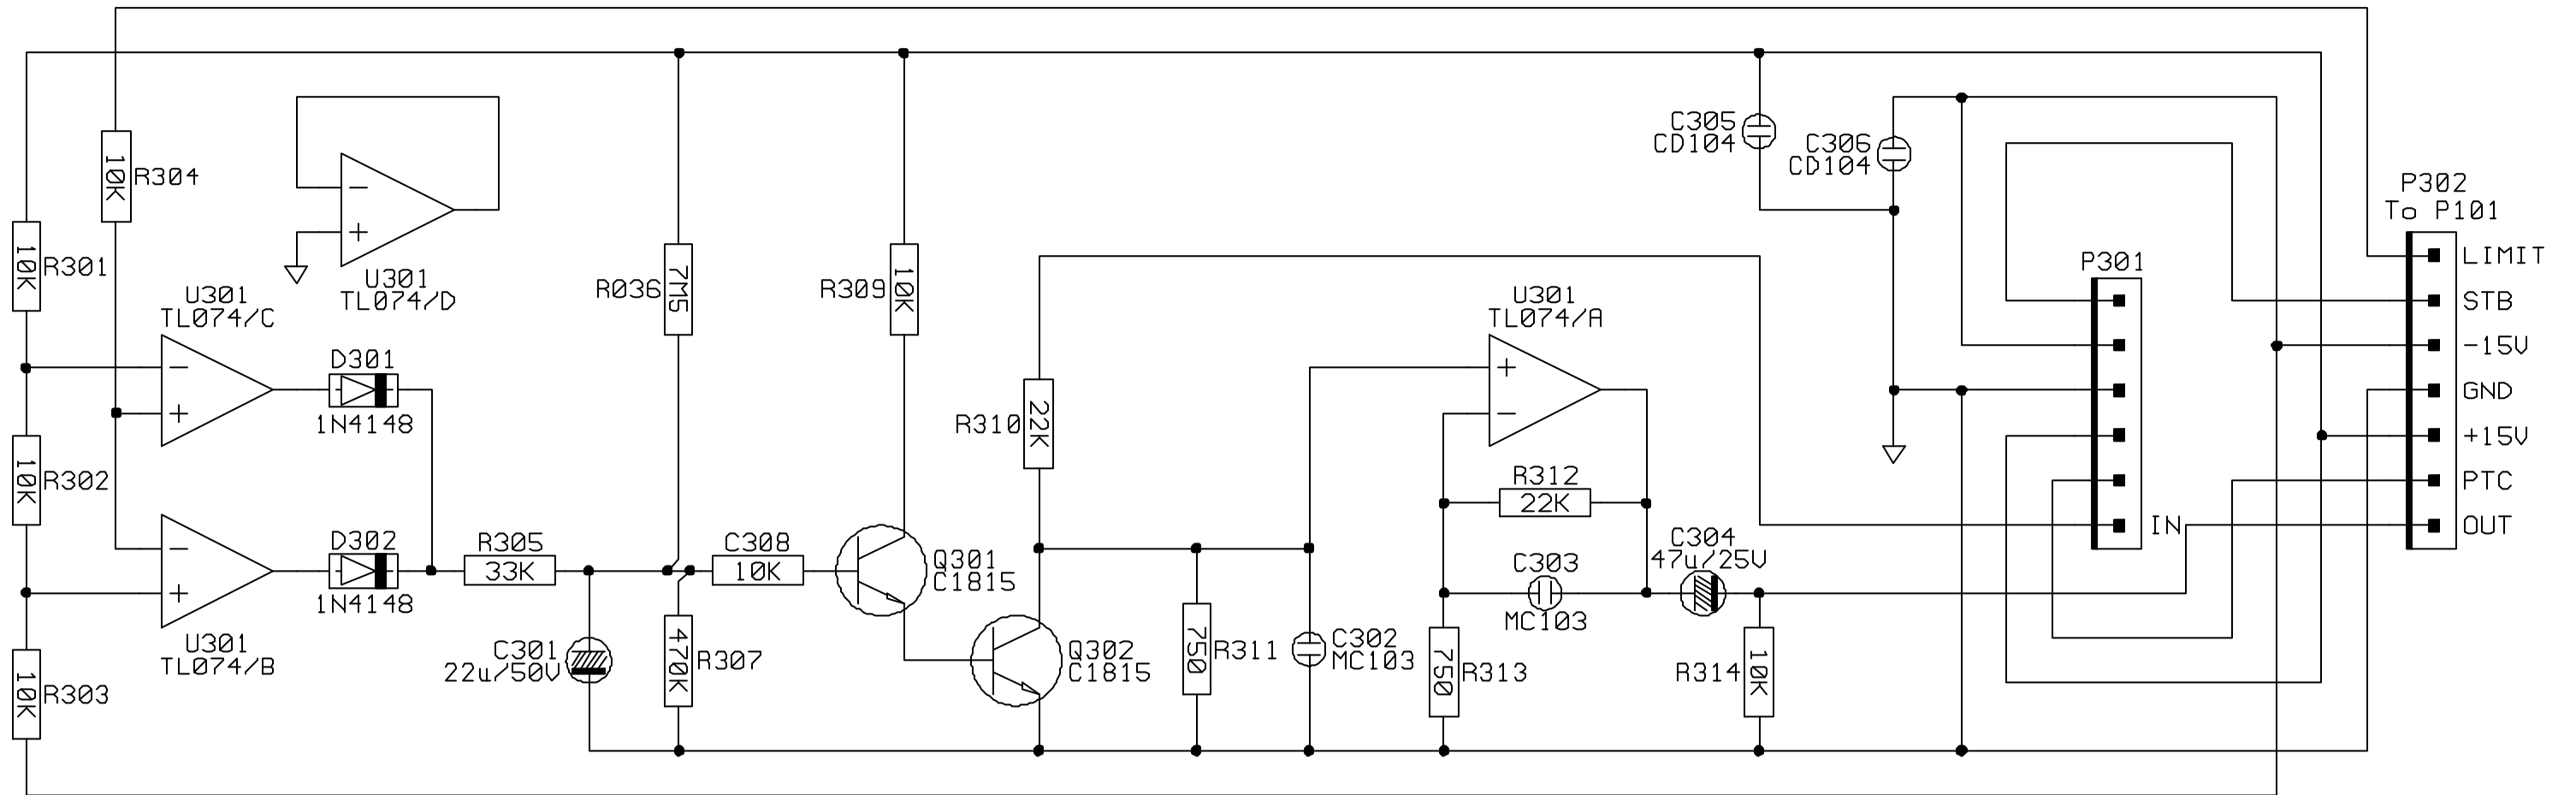 10K
R304
10K
R301
U301
TL074/C
U301
TL074/D
D301
1N4148
10K
R302
D302
1N4148
U301
TL074/B
10K
R303
R305
33K
C301
22u/50V
R036
7M5
470K
R307
C308
10K
R309
10K
Q301
C1815
Q302
C1815
R310
22K
750
R311
C302
MC103
U301
TL074/A
R312
22K
C303
MC103
750
R313
C304
47u/25V
R314
10K
C305
CD104
C306
CD104
P301
IN
P302
To P101
LIMIT
STB
-15V
GND
+15V
PTC
OUT